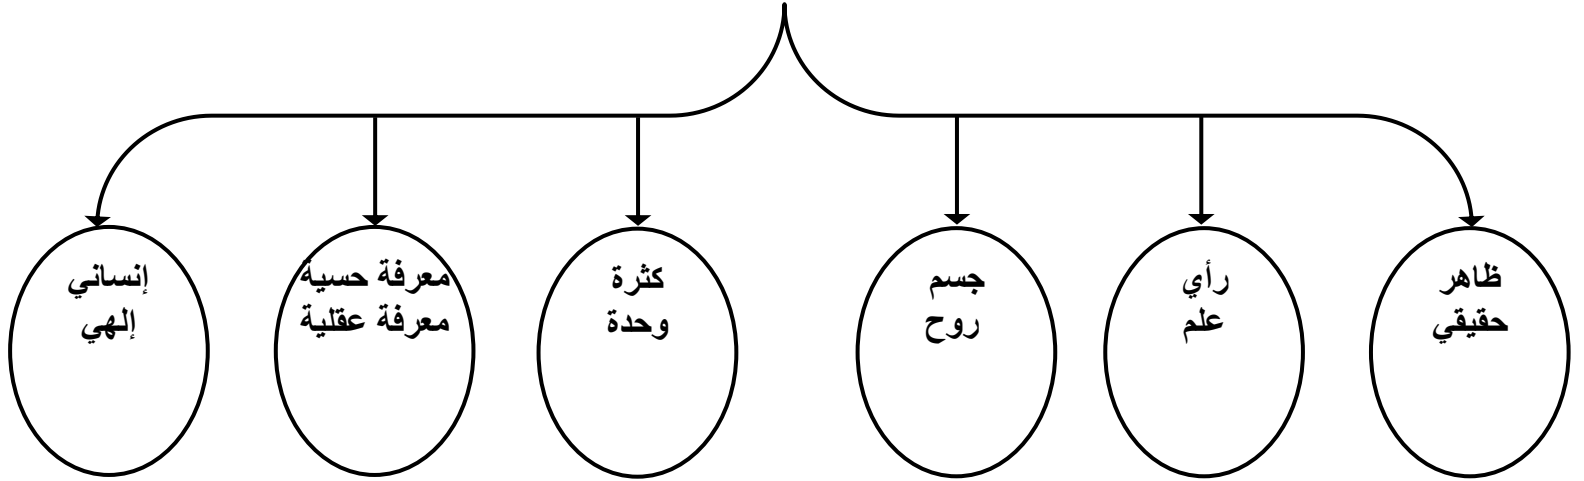 ظاهر
حقيقي
رأي
علم
جسم
روح
كثرة
وحدة
معرفة حسية
معرفة عقلية
إنساني
إلهي